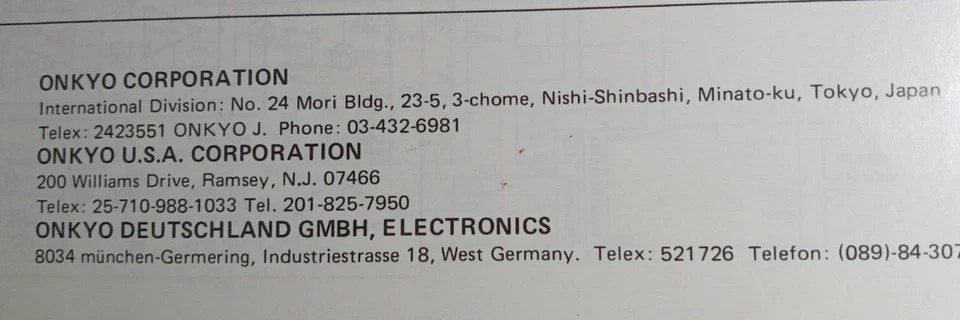 ONKYO CORPORATION
International Division: No. 24 Mori Bldg., 23-5, 3-chome, Nishi-Shinbashi, Minato-ku, Tokyo, Japan
Telex: 2423551 ONKYO J. Phone: 03-432-6981
ONKYO U.S.A. CORPORATION
200 Williams Drive, Ramsey, N.J. 07466
Telex: 25-710-988-1033 Tel. 201-825-7950
ONKYO DEUTSCHLAND GMBH, ELECTRONICS
8034 münchen-Germering, Industriestrasse 18, West Germany. Telex: 521726 Telefon: (089)-84-307